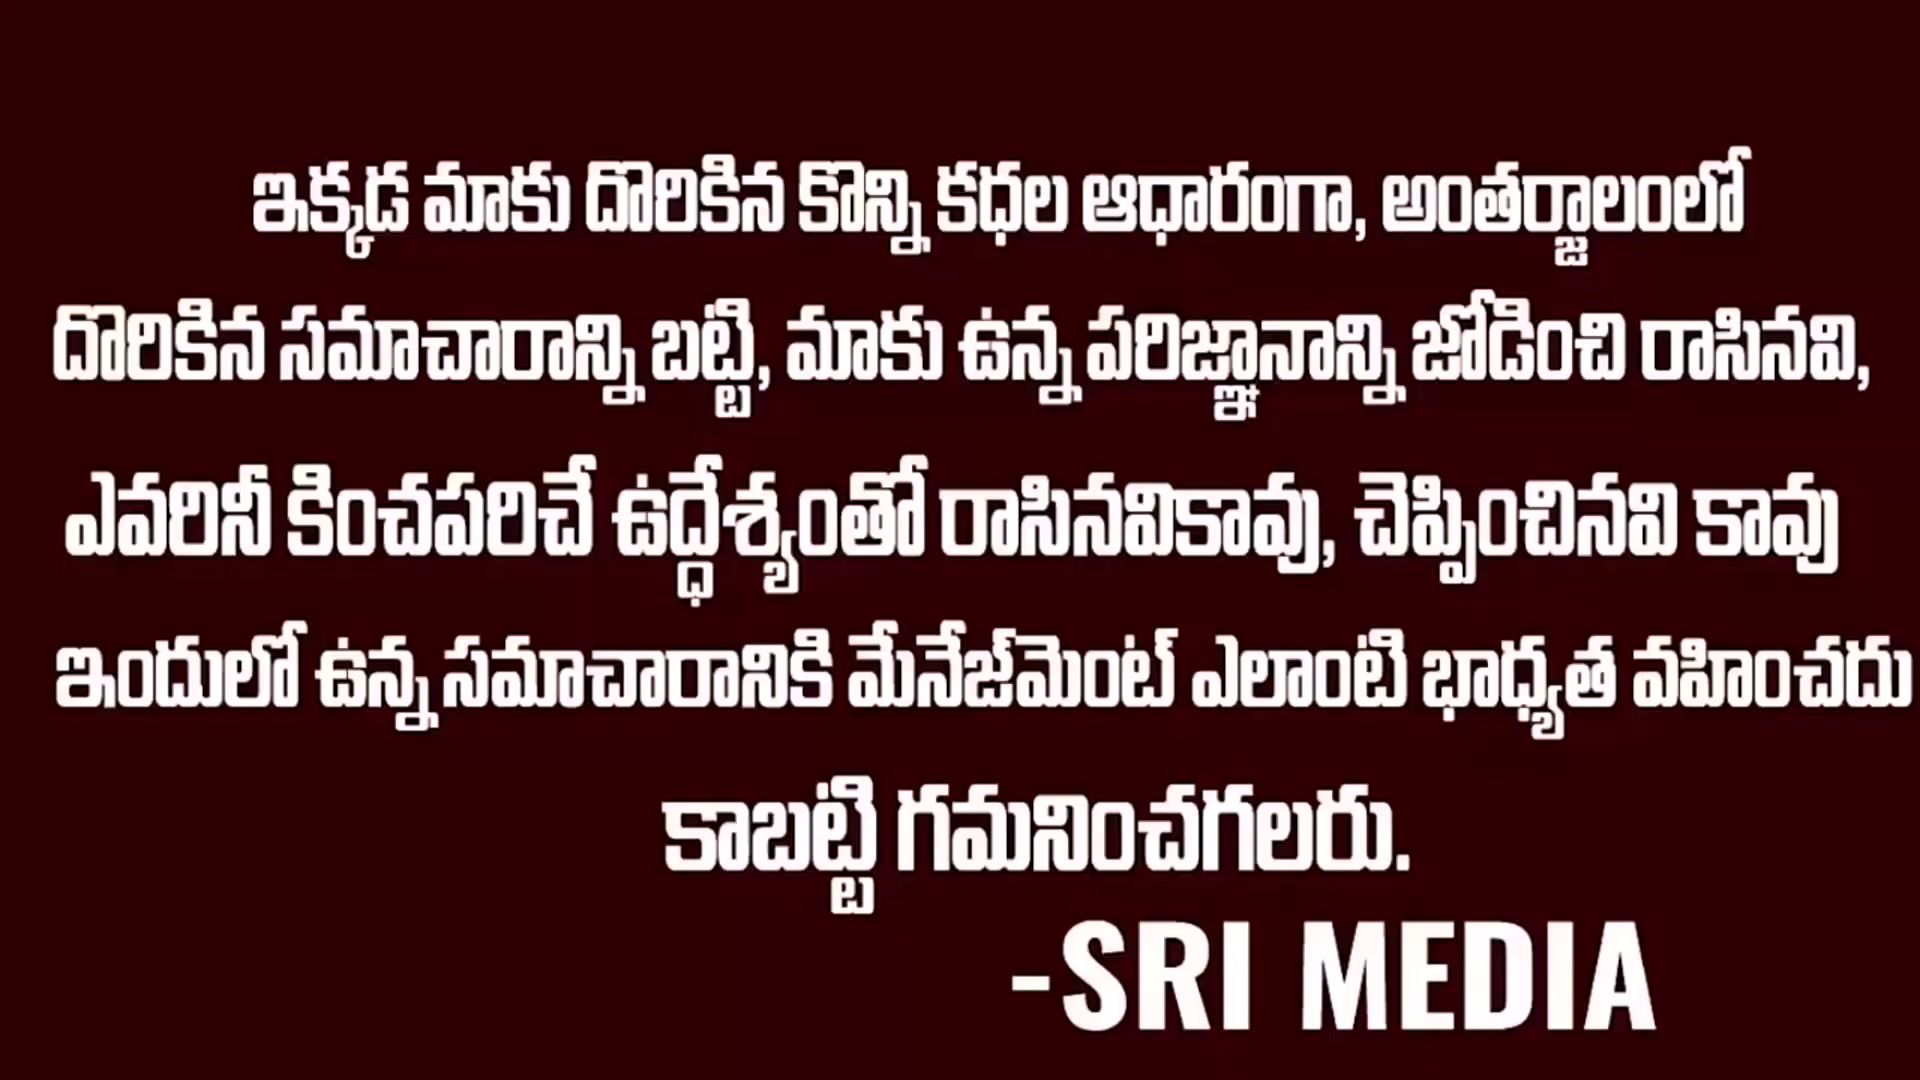 ఇక్కడ మాకు దొరికిన కొన్ని కధల ఆధారంగా, అంతర్జాలంలో
దొరికిన సమాచారాన్ని బట్టి, మాకు ఉన్న పరిజ్ఞానాన్ని జోడించి రాసినవి,
ఎవరినీ కించపరిచే ఉద్ధేశ్యంతో రాసినవికావు, చెప్పించినవి కావు
ఇందులో ఉన్న సమాచారానికి మేనేజ్‌మెంట్ ఎలాంటి భాధ్యత వహించదు
కాబట్టి గమనించగలరు.
-SRI MEDIA